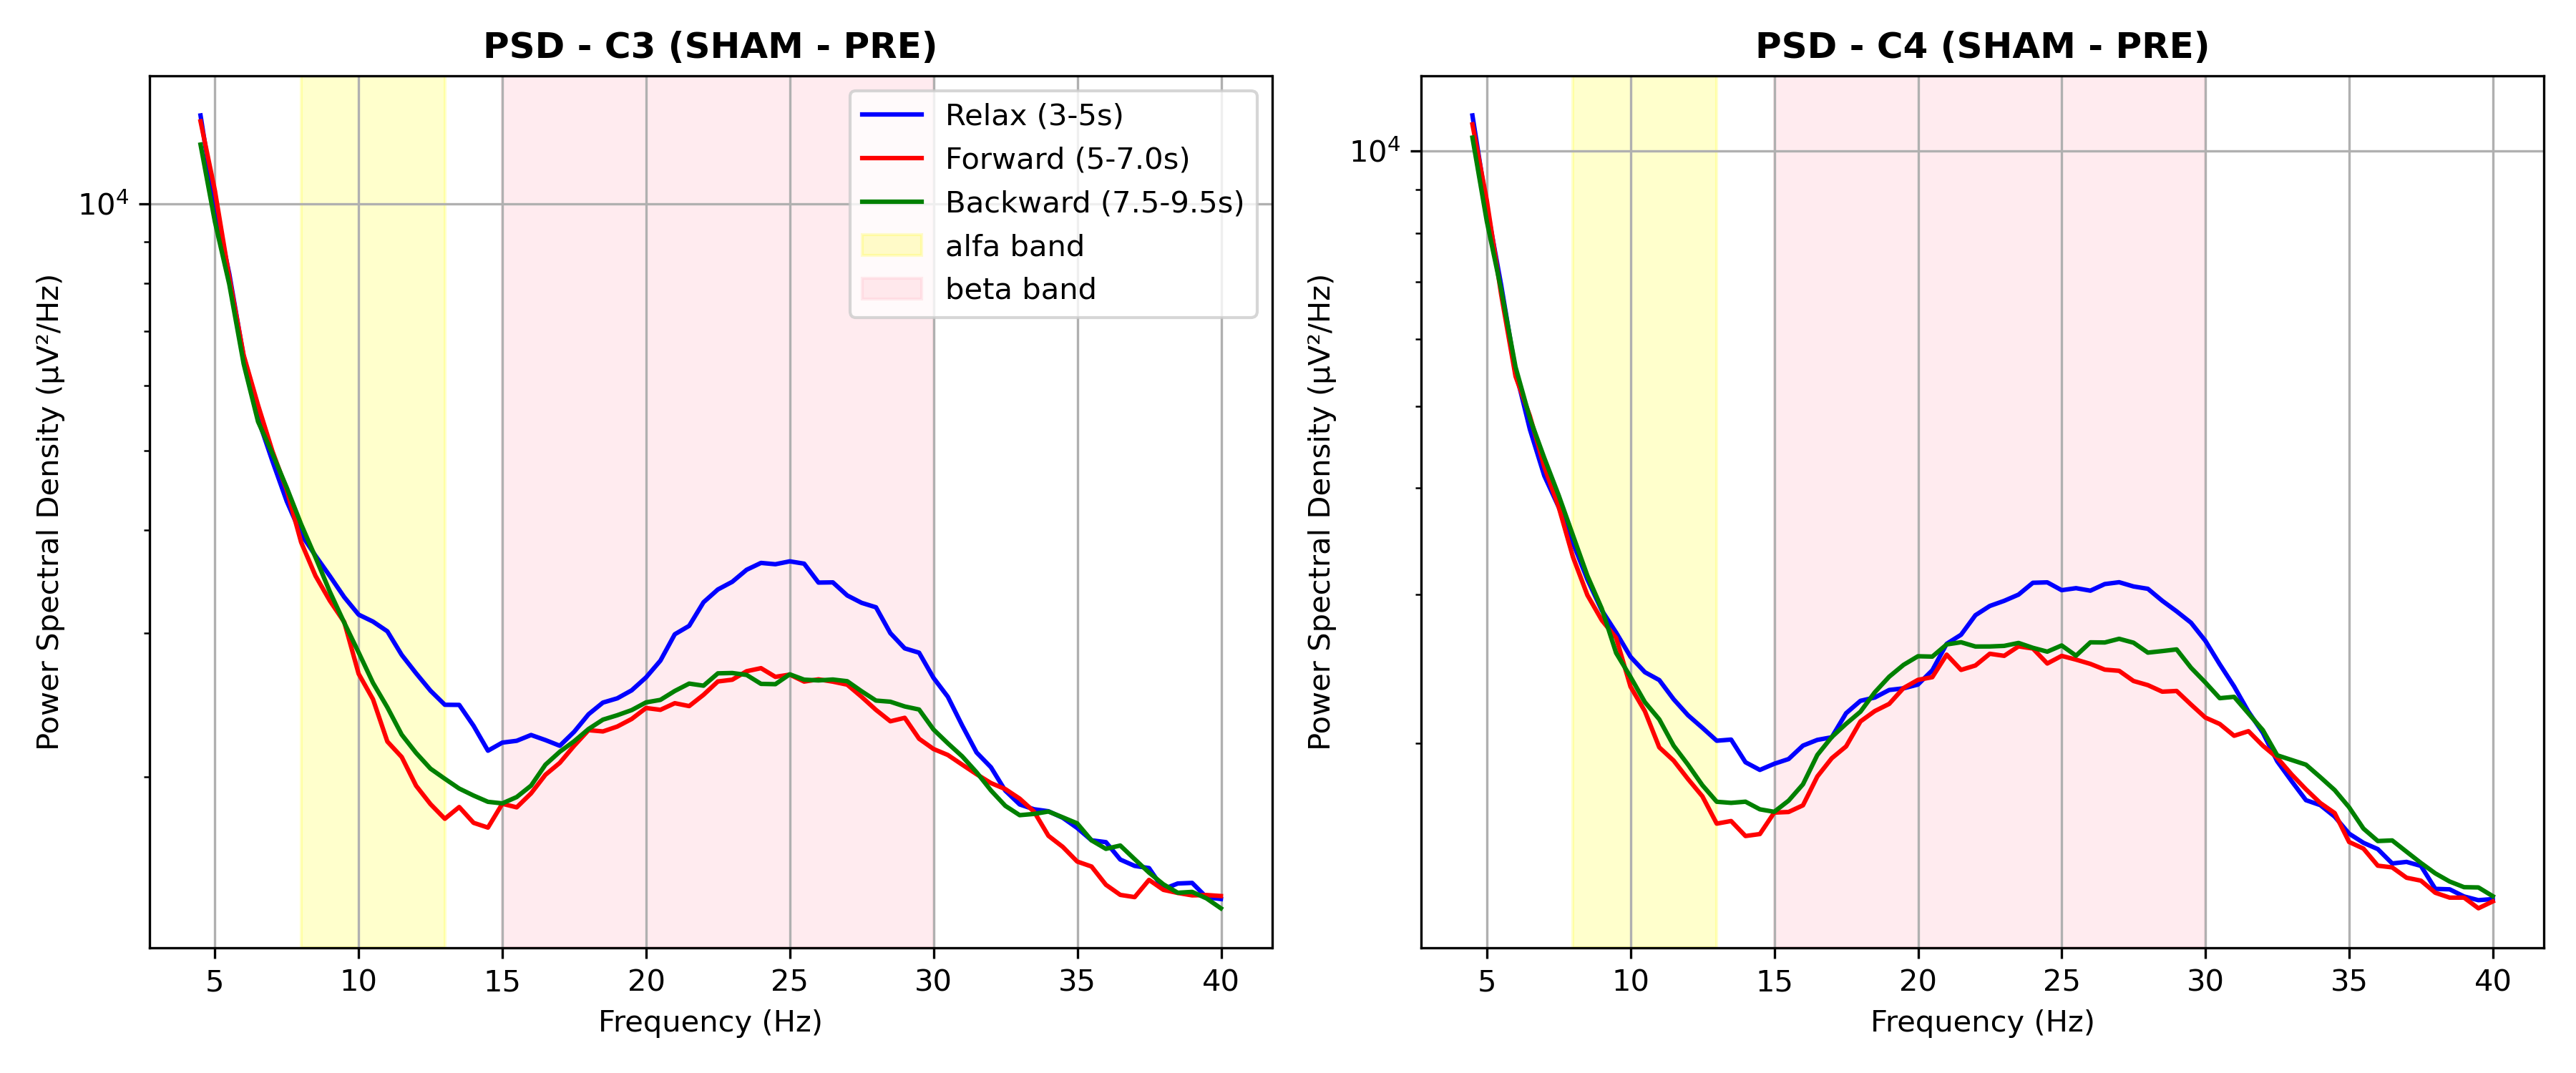 PSD - C3 (SHAM - PRE)
Power Spectral Density (µV²/Hz)
10⁴
Relax (3-5s)
Forward (5-7.0s)
Backward (7.5-9.5s)
alfa band
beta band
5 10 15 20 25 30 35 40
Frequency (Hz)
PSD - C4 (SHAM - PRE)
Power Spectral Density (µV²/Hz)
10⁴
5 10 15 20 25 30 35 40
Frequency (Hz)